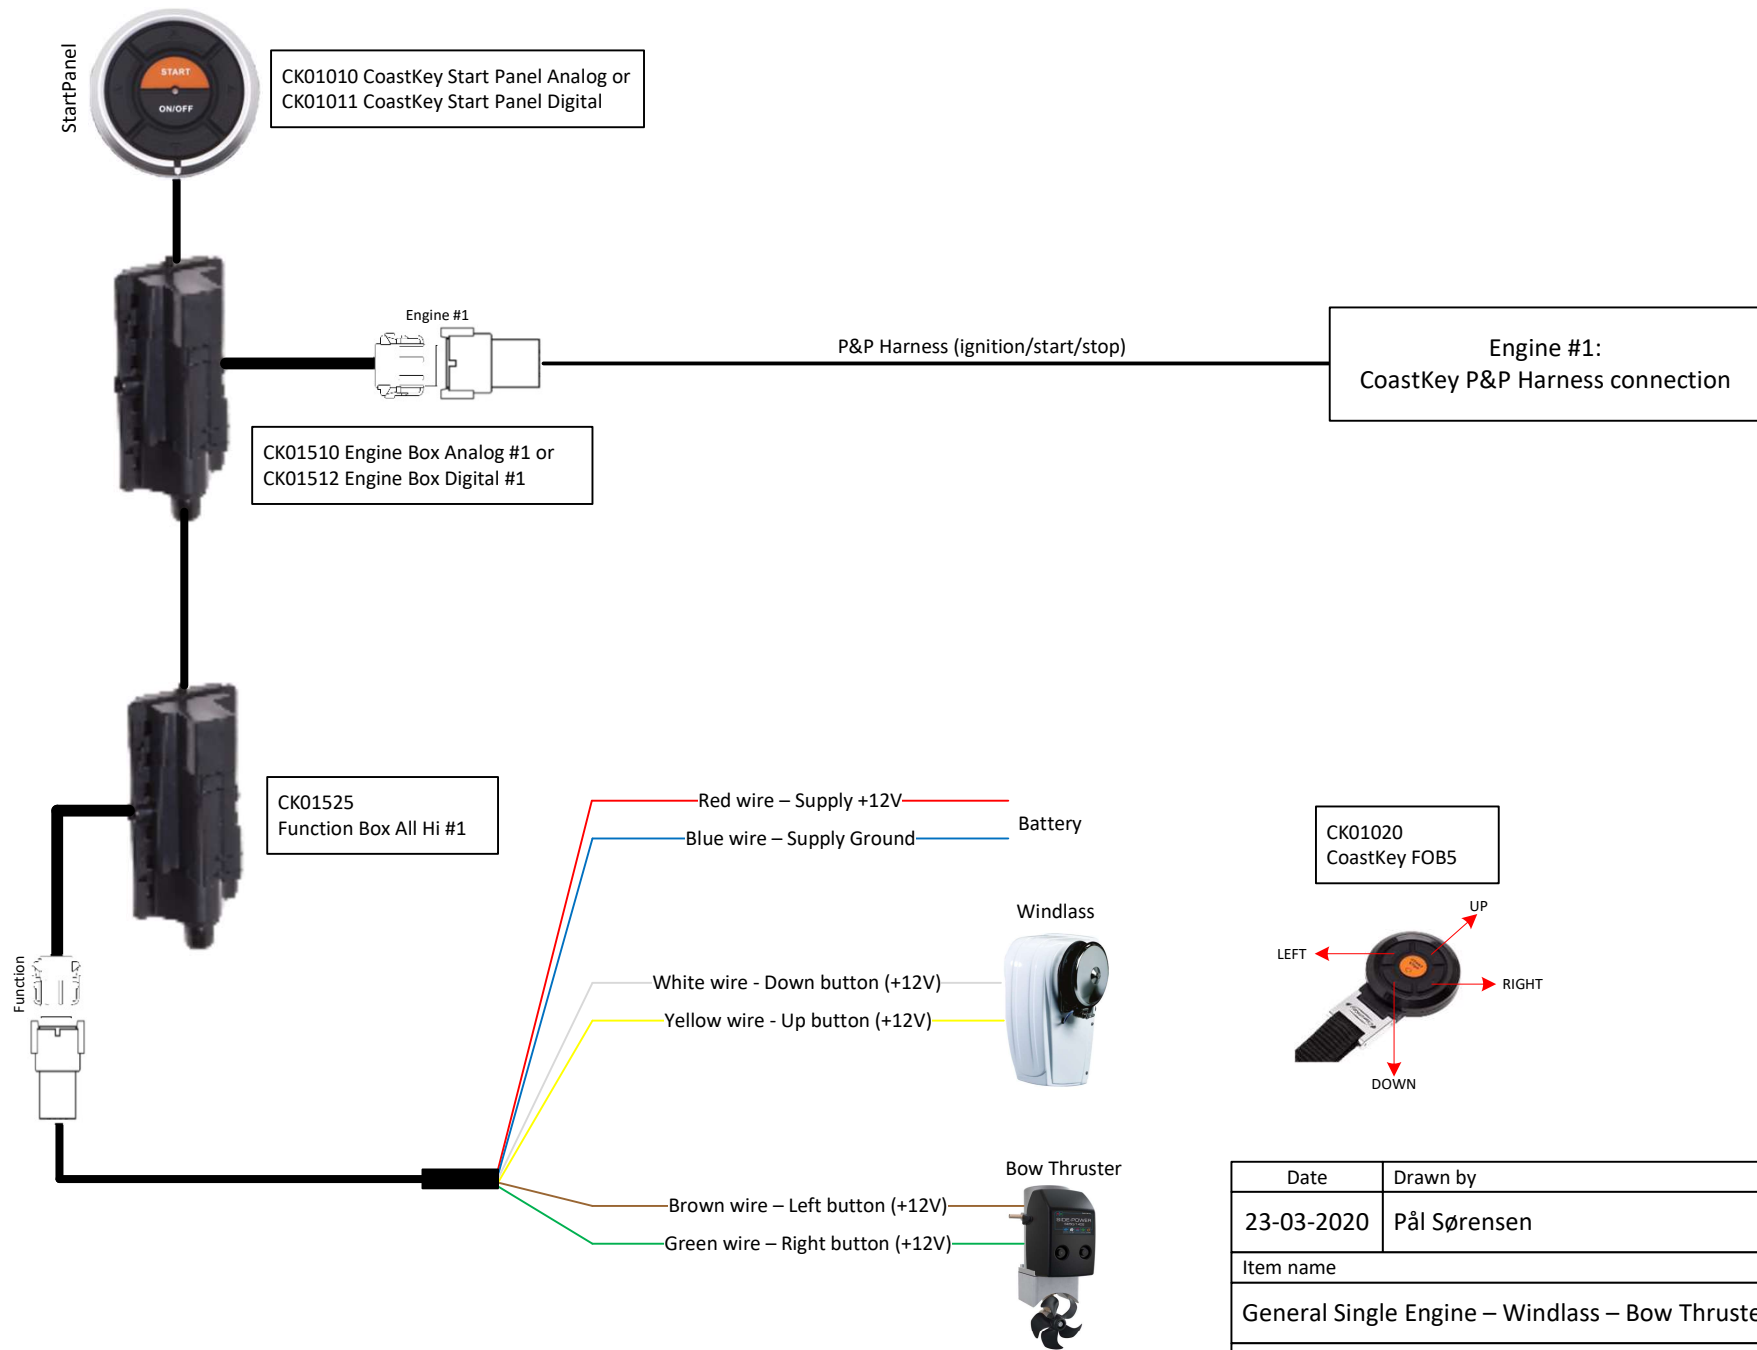 StartPanel
START
ON/OFF
CK01010 CoastKey Start Panel Analog or
CK01011 CoastKey Start Panel Digital
Engine #1
P&P Harness (ignition/start/stop)
Engine #1:
CoastKey P&P Harness connection
CK01510 Engine Box Analog #1 or
CK01512 Engine Box Digital #1
CK01525
Function Box All Hi #1
Function
Red wire – Supply +12V
Blue wire – Supply Ground
Battery
Windlass
White wire - Down button (+12V)
Yellow wire - Up button (+12V)
Bow Thruster
Brown wire – Left button (+12V)
Green wire – Right button (+12V)
SIDE-POWER
CK01020
CoastKey FOB5
UP
LEFT
RIGHT
DOWN
Date
Drawn by
23-03-2020
Pål Sørensen
Item name
General Single Engine – Windlass – Bow Thruste